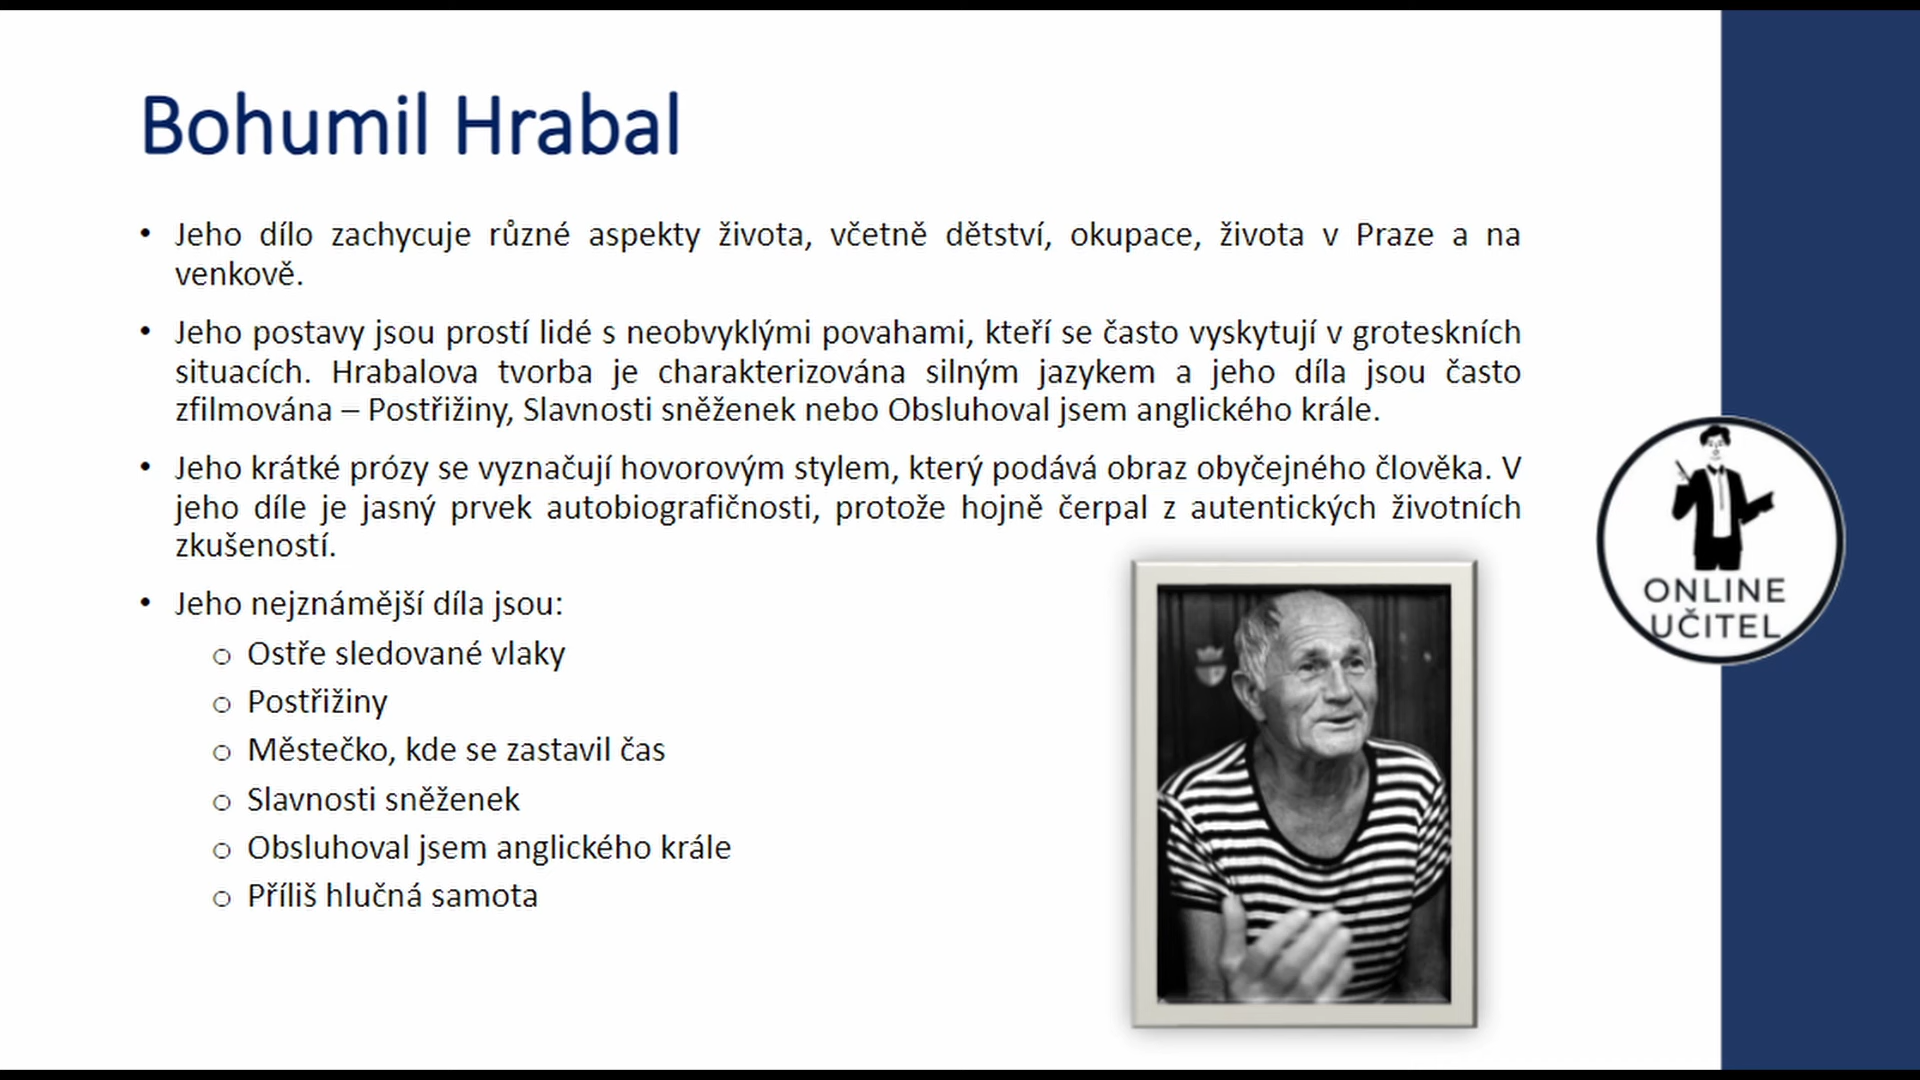 Bohumil Hrabal
• Jeho dílo zachycuje různé aspekty života, včetně dětství, okupace, života v Praze a na
venkově.
• Jeho postavy jsou prostí lidé s neobvyklými povahami, kteří se často vyskytují v groteskních
situacích. Hrabalova tvorba je charakterizována silným jazykem a jeho díla jsou často
zfilmována – Postřižiny, Slavnosti sněženek nebo Obsluhoval jsem anglického krále.
• Jeho krátké prózy se vyznačují hovorovým stylem, který podává obraz obyčejného člověka. V
jeho díle je jasný prvek autobiografičnosti, protože hojně čerpal z autentických životních
zkušeností.
• Jeho nejznámější díla jsou:
o Ostře sledované vlaky
o Postřižiny
o Městečko, kde se zastavil čas
o Slavnosti sněženek
o Obsluhoval jsem anglického krále
o Příliš hlučná samota
ONLINE
UČITEL